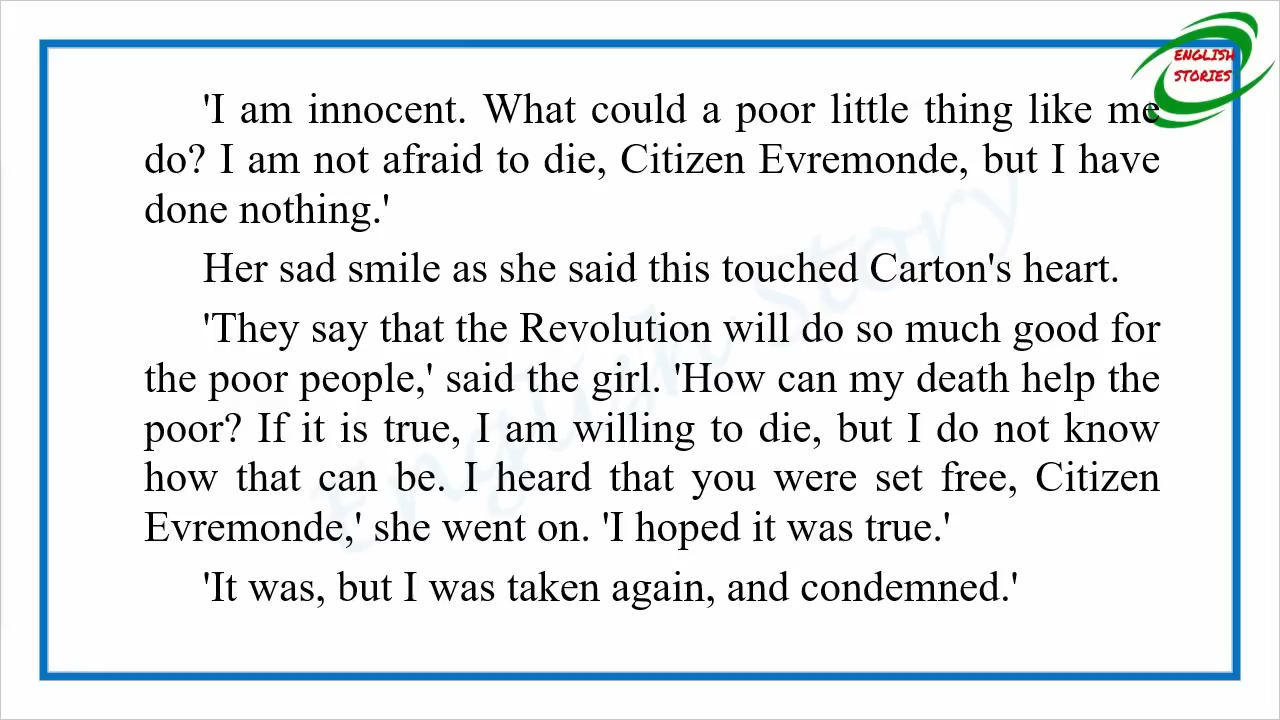 ENGLISH
STORIES
'I am innocent. What could a poor little thing like me
do? I am not afraid to die, Citizen Evremonde, but I have
done nothing.'
Her sad smile as she said this touched Carton's heart.
'They say that the Revolution will do so much good for
the poor people,' said the girl. 'How can my death help the
poor? If it is true, I am willing to die, but I do not know
how that can be. I heard that you were set free, Citizen
Evremonde,' she went on. 'I hoped it was true.'
'It was, but I was taken again, and condemned.'
English Story